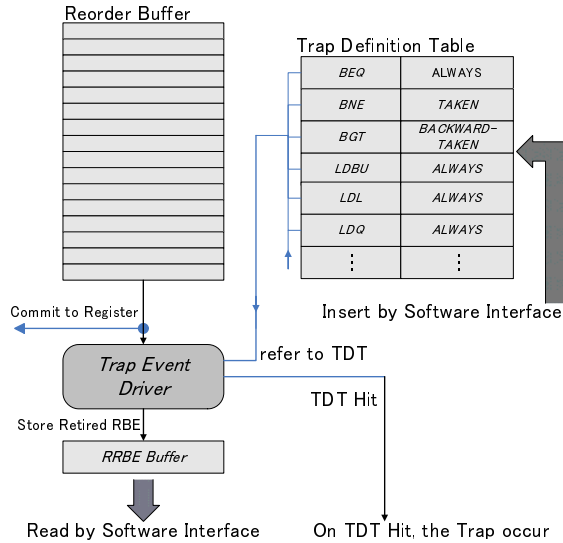 Reorder Buffer
Trap Definition Table
BEQ ALWAYS
BNE TAKEN
BGT BACKWARD-
TAKEN
LDBU ALWAYS
LDL ALWAYS
LDQ ALWAYS
⋮ ⋮
Insert by Software Interface
Commit to Register
Trap Event
Driver
refer to TDT
TDT Hit
Store Retired RBE
RRBE Buffer
Read by Software Interface
On TDT Hit, the Trap occur